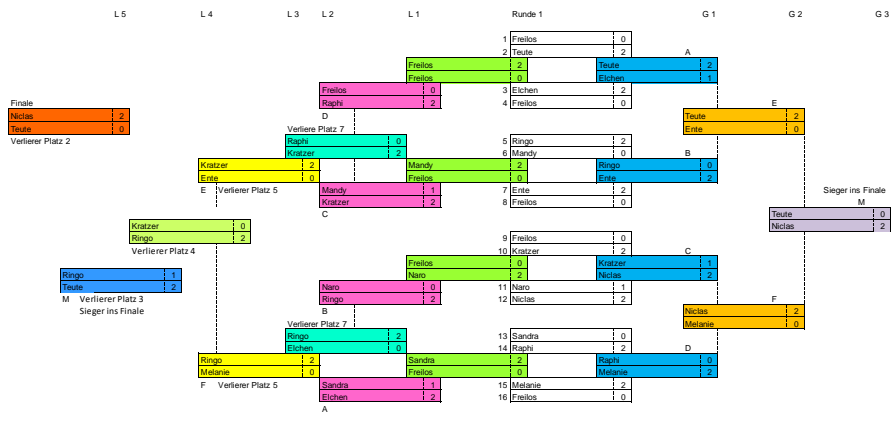 L 5 L 4 L 3 L 2 L 1 Runde 1 G 1 G 2 G 3
1 Freilos 0
2 Teute 2 A
Freilos 2 Teute 2
Freilos 0 Elchen 1
Freilos 0 3 Elchen 2
Finale Raphi 2 4 Freilos 0 E
Niclas 2 D Teute 2
Teute 0 Verliere Platz 7 Ente 0
Verlierer Platz 2 Raphi 0 5 Ringo 2
Kratzer 2 6 Mandy 0 B
Kratzer 2 Mandy 2 Ringo 0
Ente 0 Freilos 0 Ente 2
E Verlierer Platz 5 Mandy 1 7 Ente 2 Sieger ins Finale
Kratzer 2 8 Freilos 0 M
C Teute 0
Kratzer 0 Niclas 2
Ringo 2 9 Freilos 0
Verlierer Platz 4 10 Kratzer 2 C
Freilos 0 Kratzer 1
Ringo 1 Naro 2 Niclas 2
Teute 2 Naro 0 11 Naro 1
M Verlierer Platz 3 Ringo 2 12 Niclas 2 F
Sieger ins Finale B Niclas 2
Verlierer Platz 7 Melanie 0
Ringo 2 13 Sandra 0
Elchen 0 14 Raphi 2 D
Ringo 2 Sandra 2 Raphi 0
Melanie 0 Freilos 0 Melanie 2
F Verlierer Platz 5 Sandra 1 15 Melanie 2
Elchen 2 16 Freilos 0
A